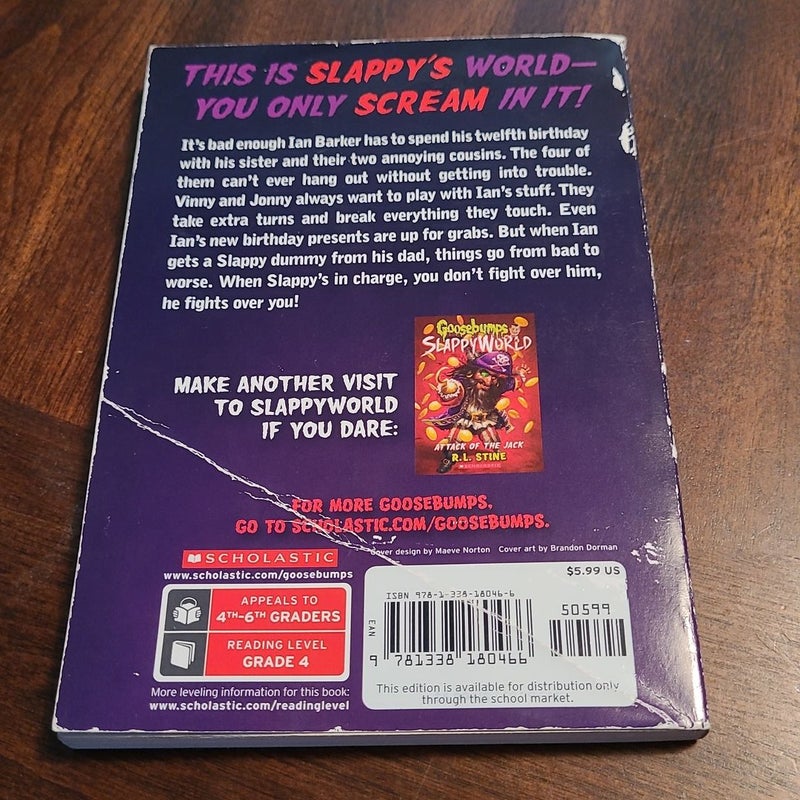 THIS IS SLAPPY'S WORLD—
YOU ONLY SCREAM IN IT!
It's bad enough Ian Barker has to spend his twelfth birthday
with his sister and their two annoying cousins. The four of
them can't ever hang out without getting into trouble.
Vinny and Jonny always want to play with Ian's stuff. They
take extra turns and break everything they touch. Even
Ian's new birthday presents are up for grabs. But when Ian
gets a Slappy dummy from his dad, things go from bad to
worse. When Slappy's in charge, you don't fight over him,
he fights over you!
MAKE ANOTHER VISIT
TO SLAPPYWORLD
IF YOU DARE:
Goosebumps
SLAPPYWORLD
ATTACK OF THE JACK
R.L. STINE
SCHOLASTIC
FOR MORE GOOSEBUMPS,
GO TO SCHOLASTIC.COM/GOOSEBUMPS.
Cover design by Maeve Norton Cover art by Brandon Dorman
SCHOLASTIC
www.scholastic.com/goosebumps
APPEALS TO
4TH–6TH GRADERS
READING LEVEL
GRADE 4
More leveling information for this book:
www.scholastic.com/readinglevel
$5.99 US
ISBN 978-1-338-18046-6
50599
EAN
9 781338 180466
This edition is available for distribution only
through the school market.